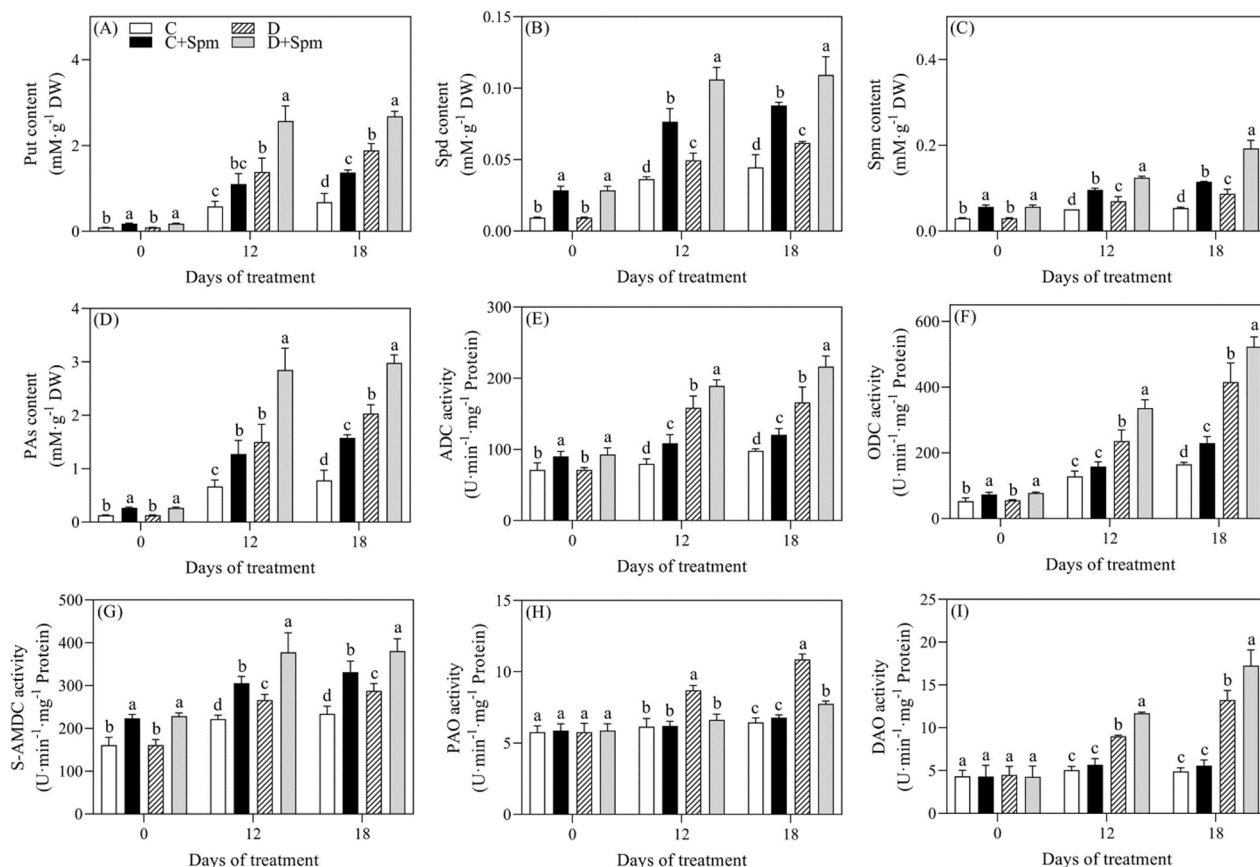 (A)
C
D
C+Spm
D+Spm
Put content
(mM·g-1 DW)
4
2
0
b a b a
c bc b a
d c b a
0 12 18
Days of treatment
(B)
Spd content
(mM·g-1 DW)
0.15
0.10
0.05
0.00
b a b a
d b c a
d b c a
0 12 18
Days of treatment
(C)
Spm content
(mM·g-1 DW)
0.4
0.2
0.0
b a b a
d b c a
d b c a
0 12 18
Days of treatment
(D)
PAs content
(mM·g-1 DW)
4
3
2
1
0
b a b a
c b b a
d c b a
0 12 18
Days of treatment
(E)
ADC activity
(U·min-1·mg-1 Protein)
300
200
100
0
b a b a
d c b a
d c b a
0 12 18
Days of treatment
(F)
ODC activity
(U·min-1·mg-1 Protein)
600
400
200
0
b a b a
c c b a
d c b a
0 12 18
Days of treatment
(G)
S-AMDC activity
(U·min-1·mg-1 Protein)
500
400
300
200
100
0
b a b a
d b c a
d b c a
0 12 18
Days of treatment
(H)
PAO activity
(U·min-1·mg-1 Protein)
15
10
5
0
a a a a
b b a b
c c a b
0 12 18
Days of treatment
(I)
DAO activity
(U·min-1·mg-1 Protein)
25
20
15
10
5
0
a a a a
c c b a
c c b a
0 12 18
Days of treatment